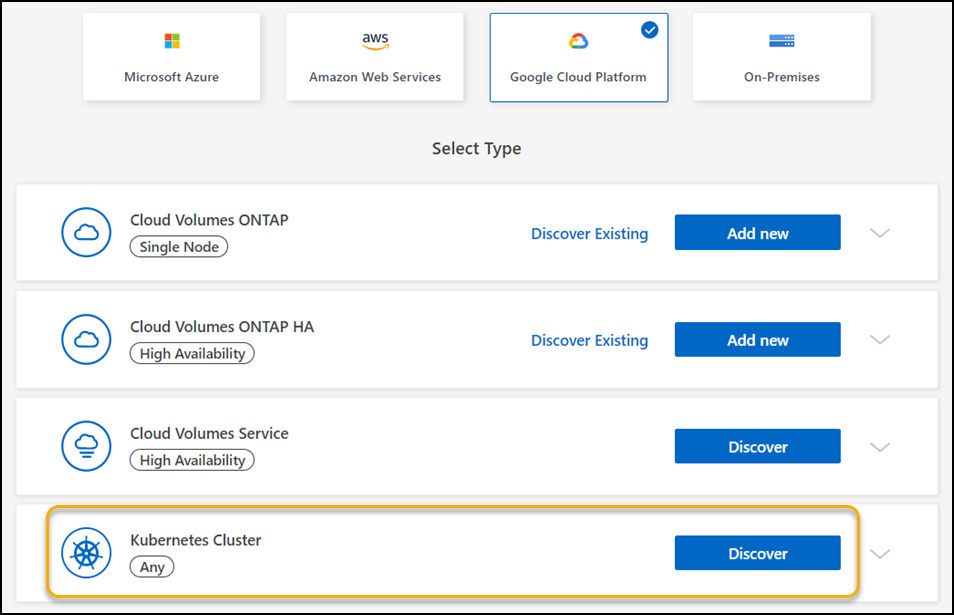 aws
Microsoft Azure
Amazon Web Services
Google Cloud Platform
On-Premises
Select Type
Cloud Volumes ONTAP
Single Node
Discover Existing
Add new
Cloud Volumes ONTAP HA
High Availability
Discover Existing
Add new
Cloud Volumes Service
High Availability
Discover
Kubernetes Cluster
Any
Discover